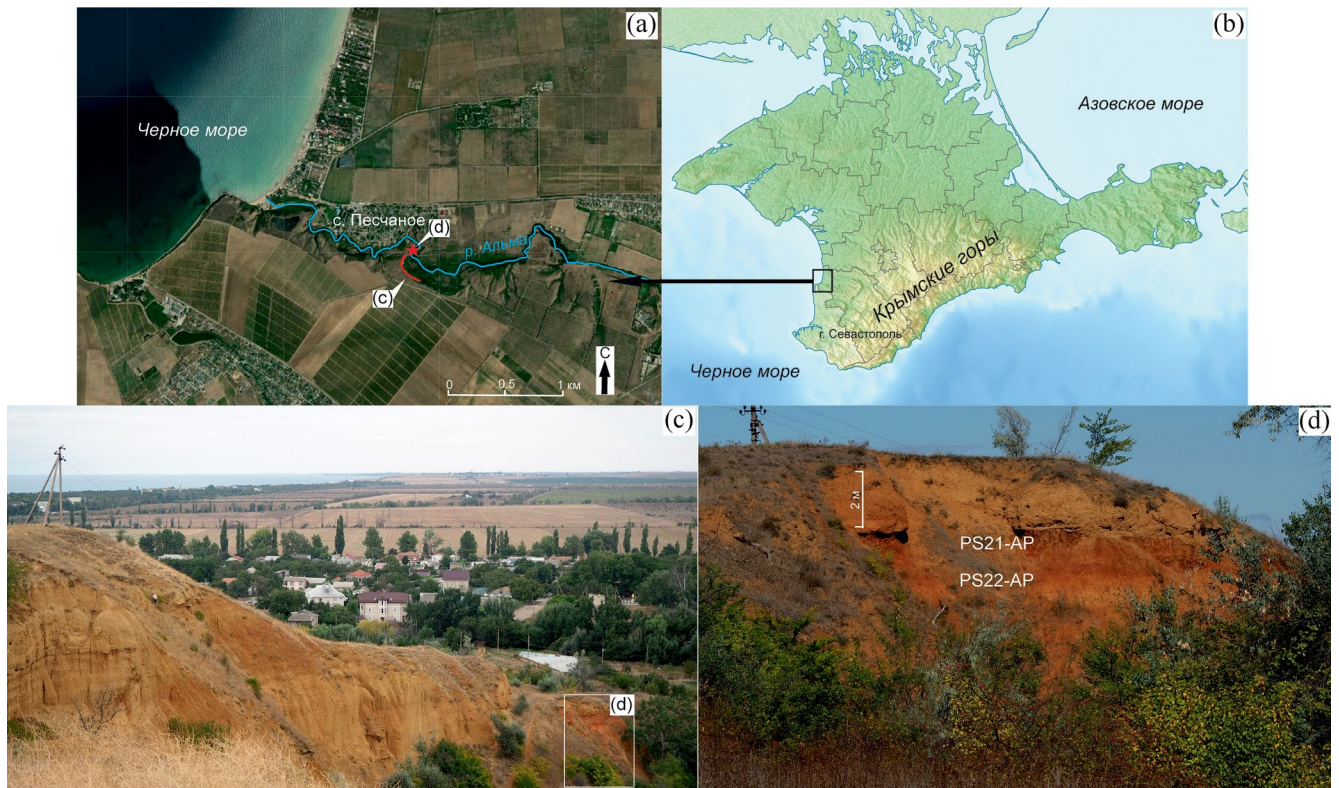 (a)
Черное море
с. Песчаное
(d)
р. Альма
(c)
С
0 0.5 1 км
(b)
Азовское море
Крымские горы
г. Севастополь
Черное море
(c)
(d)
(d)
2 м
PS21-AP
PS22-AP